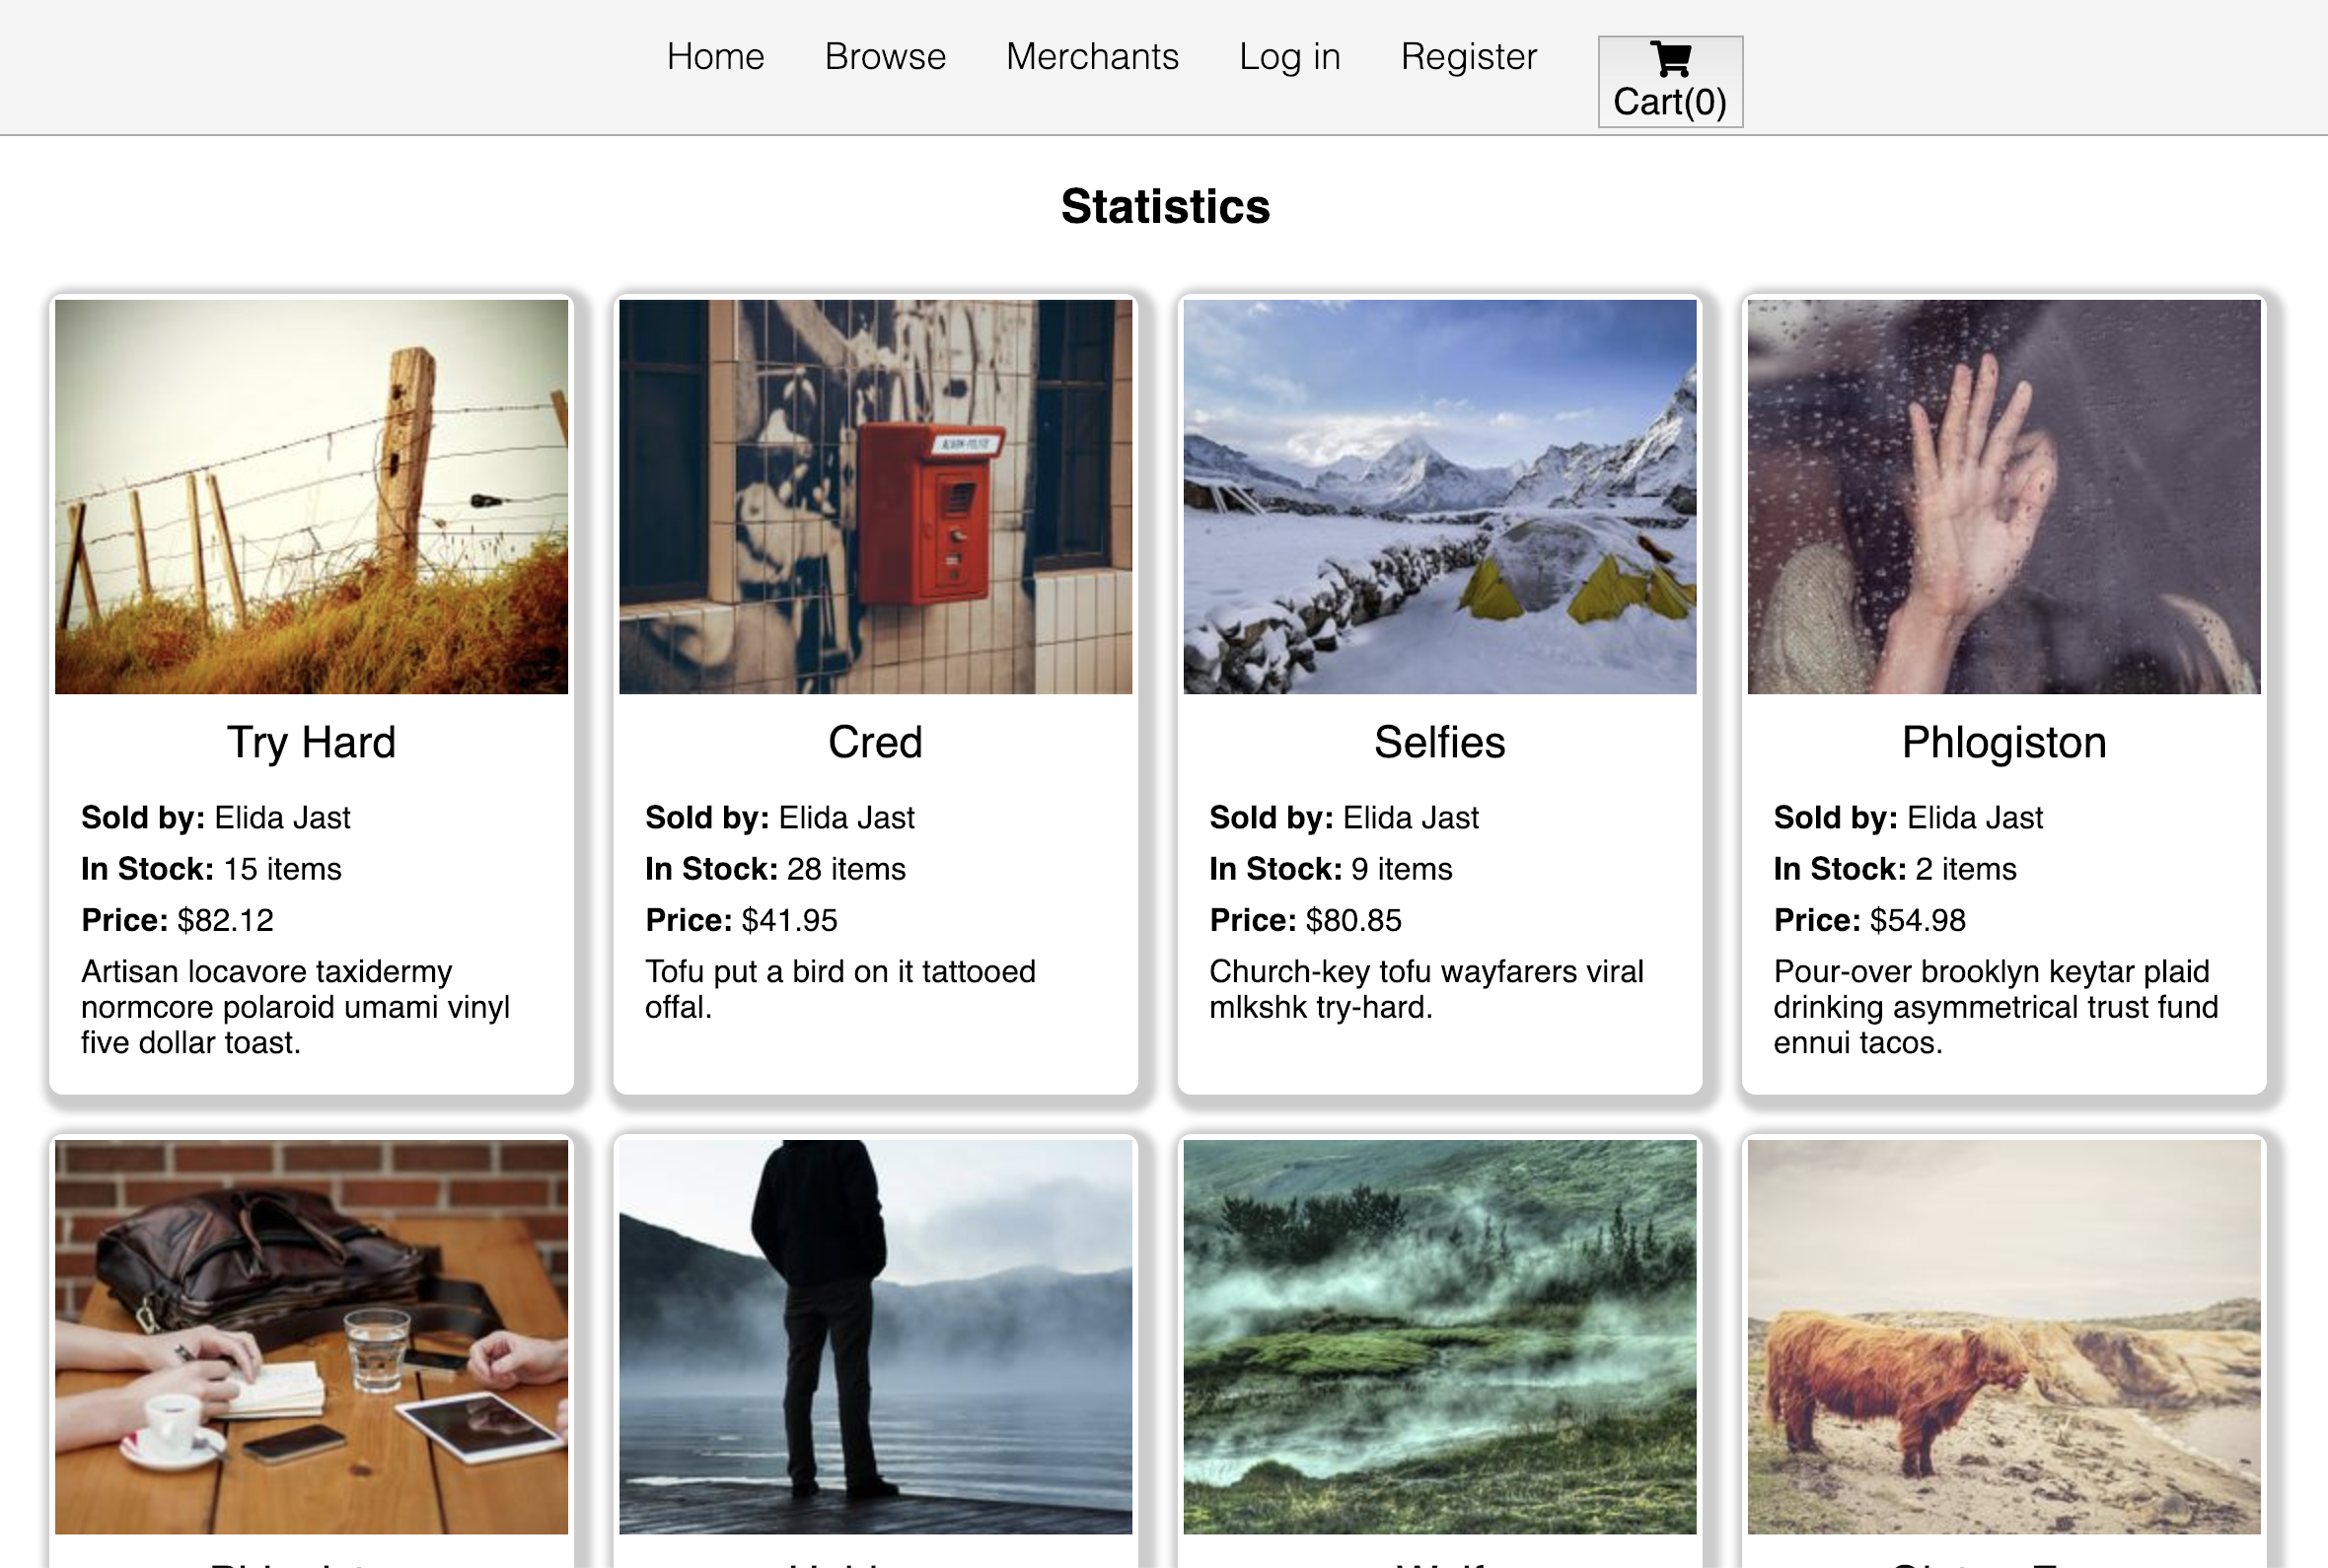 Home Browse Merchants Log in Register
Cart(0)
Statistics
Try Hard
Sold by: Elida Jast
In Stock: 15 items
Price: $82.12
Artisan locavore taxidermy
normcore polaroid umami vinyl
five dollar toast.
Cred
Sold by: Elida Jast
In Stock: 28 items
Price: $41.95
Tofu put a bird on it tattooed
offal.
Selfies
Sold by: Elida Jast
In Stock: 9 items
Price: $80.85
Church-key tofu wayfarers viral
mlkshk try-hard.
Phlogiston
Sold by: Elida Jast
In Stock: 2 items
Price: $54.98
Pour-over brooklyn keytar plaid
drinking asymmetrical trust fund
ennui tacos.